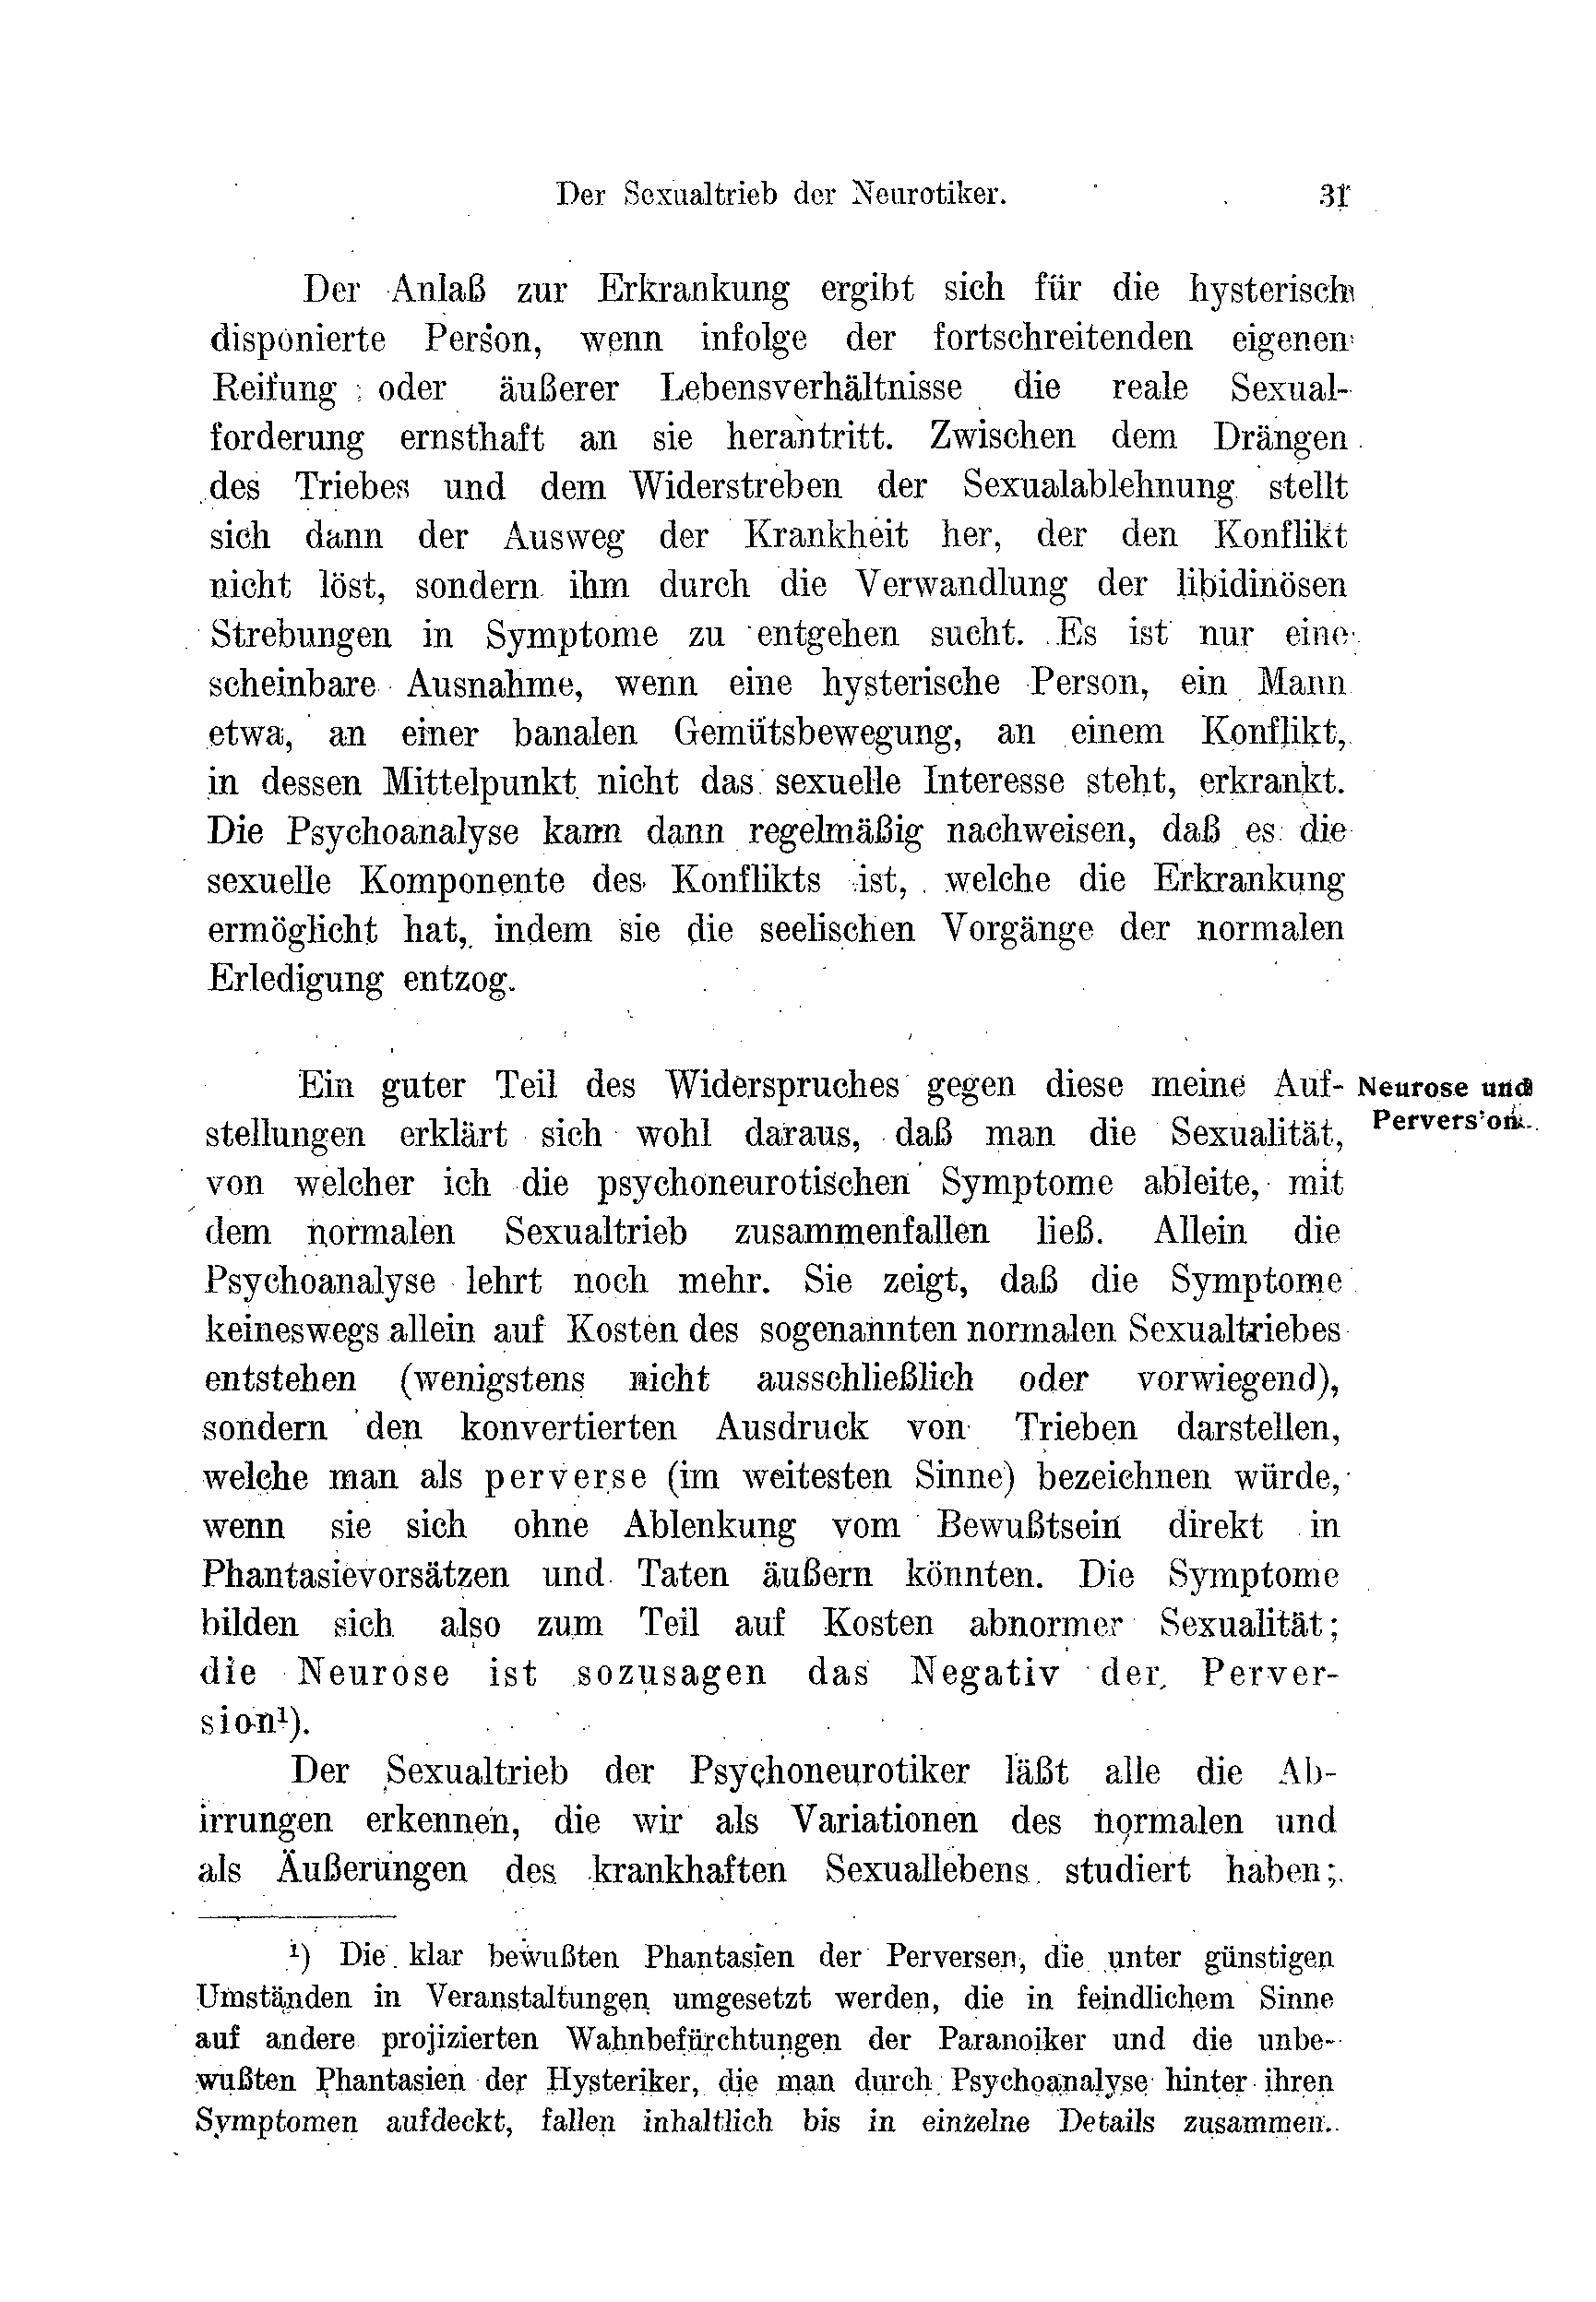 Der Sexualtrieb der Neurotiker. 31
Der Anlaß zur Erkrankung ergibt sich für die hysterisch
disponierte Person, wenn infolge der fortschreitenden eigenen
Reifung oder äußerer Lebensverhältnisse die reale Sexual-
forderung ernsthaft an sie herantritt. Zwischen dem Drängen
des Triebes und dem Widerstreben der Sexualablehnung stellt
sich dann der Ausweg der Krankheit her, der den Konflikt
nicht löst, sondern ihm durch die Verwandlung der libidinösen
Strebungen in Symptome zu entgehen sucht. Es ist nur eine
scheinbare Ausnahme, wenn eine hysterische Person, ein Mann
etwa, an einer banalen Gemütsbewegung, an einem Konflikt,
in dessen Mittelpunkt nicht das sexuelle Interesse steht, erkrankt.
Die Psychoanalyse kann dann regelmäßig nachweisen, daß es die
sexuelle Komponente des Konflikts ist, welche die Erkrankung
ermöglicht hat, indem sie die seelischen Vorgänge der normalen
Erledigung entzog.
Ein guter Teil des Widerspruches gegen diese meine Auf-
stellungen erklärt sich wohl daraus, daß man die Sexualität,
von welcher ich die psychoneurotischen Symptome ableite, mit
dem normalen Sexualtrieb zusammenfallen ließ. Allein die
Psychoanalyse lehrt noch mehr. Sie zeigt, daß die Symptome
keineswegs allein auf Kosten des sogenannten normalen Sexualtriebes
entstehen (wenigstens nicht ausschließlich oder vorwiegend),
sondern den konvertierten Ausdruck von Trieben darstellen,
welche man als perverse (im weitesten Sinne) bezeichnen würde,
wenn sie sich ohne Ablenkung vom Bewußtsein direkt in
Phantasievorsätzen und Taten äußern könnten. Die Symptome
bilden sich also zum Teil auf Kosten abnormer Sexualität;
die Neurose ist sozusagen das Negativ der Perver-
sion¹).
Neurose und
Perversion.
Der Sexualtrieb der Psychoneurotiker läßt alle die Ab-
irrungen erkennen, die wir als Variationen des normalen und
als Äußerungen des krankhaften Sexuallebens studiert haben;
¹) Die klar bewußten Phantasien der Perversen, die unter günstigen
Umständen in Veranstaltungen umgesetzt werden, die in feindlichem Sinne
auf andere projizierten Wahnbefürchtungen der Paranoiker und die unbe-
wußten Phantasien der Hysteriker, die man durch Psychoanalyse hinter ihren
Symptomen aufdeckt, fallen inhaltlich bis in einzelne Details zusammen.